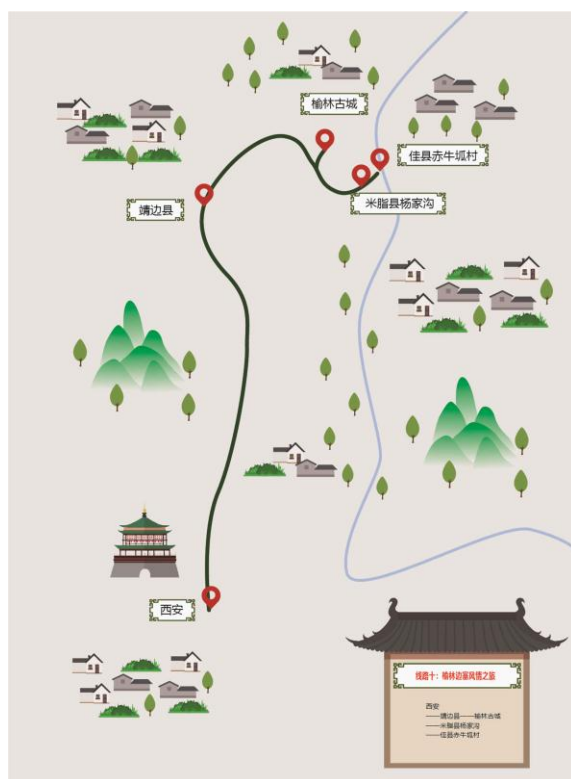 榆林古城
佳县赤牛坬村
靖边县
米脂县杨家沟
西安
线路十：榆林边塞风情之旅
西安
——靖边县——榆林古城
——米脂县杨家沟
——佳县赤牛坬村